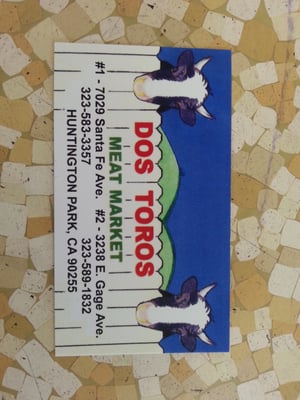 DOS TOROS
MEAT MARKET
#1 - 7029 Santa Fe Ave. #2 - 3238 E. Gage Ave.
323-583-3357 323-589-1832
HUNTINGTON PARK, CA 90255